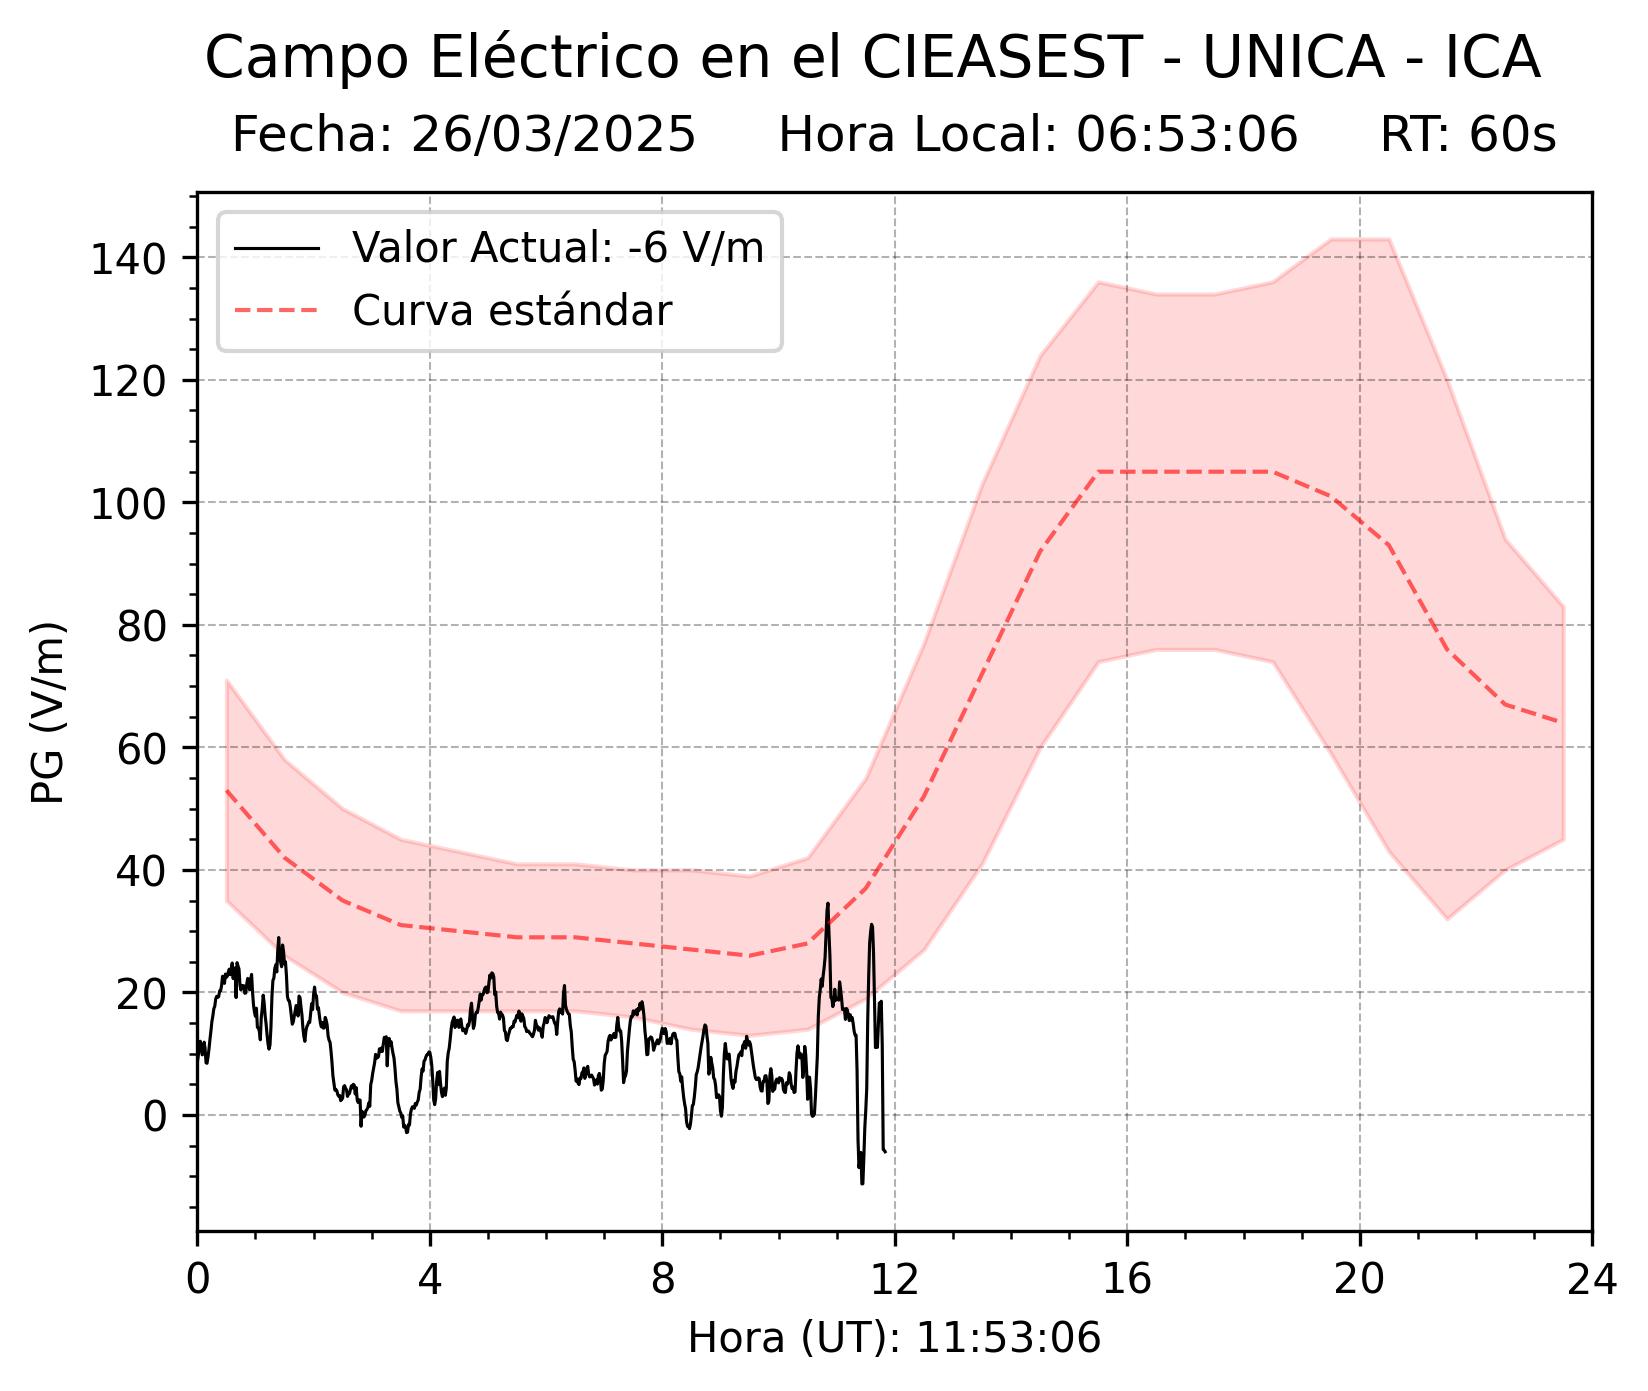 Campo Eléctrico en el CIEASEST - UNICA - ICA
Fecha: 26/03/2025 Hora Local: 06:53:06 RT: 60s
Valor Actual: -6 V/m
Curva estándar
PG (V/m)
140
120
100
80
60
40
20
0
0 4 8 12 16 20 24
Hora (UT): 11:53:06